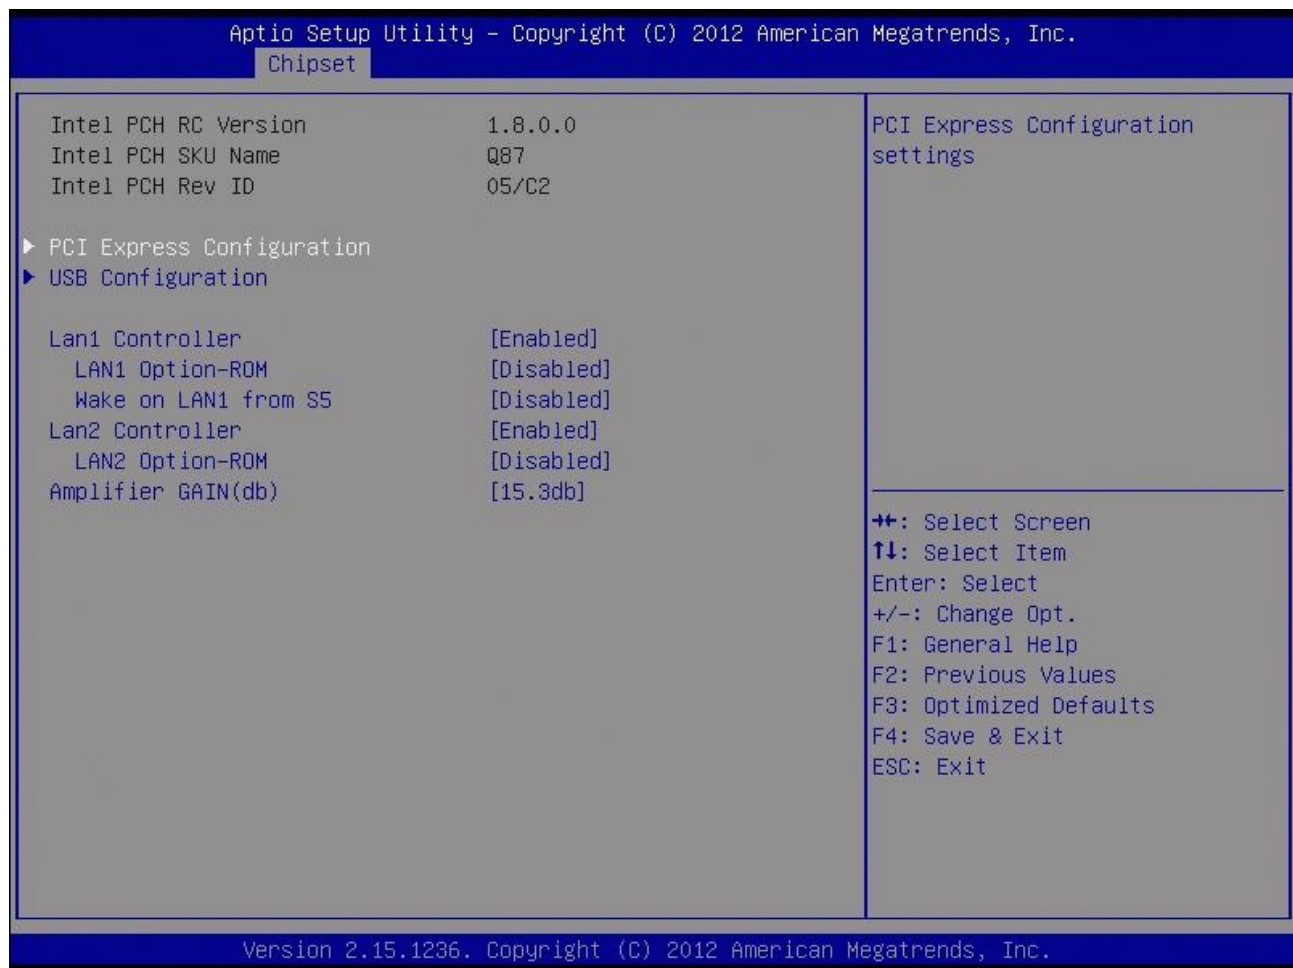 Aptio Setup Utility – Copyright (C) 2012 American Megatrends, Inc.
Chipset
Intel PCH RC Version 1.8.0.0
Intel PCH SKU Name Q87
Intel PCH Rev ID 05/C2
PCI Express Configuration
USB Configuration
Lan1 Controller [Enabled]
LAN1 Option-ROM [Disabled]
Wake on LAN1 from S5 [Disabled]
Lan2 Controller [Enabled]
LAN2 Option-ROM [Disabled]
Amplifier GAIN(db) [15.3db]
PCI Express Configuration
settings
→←: Select Screen
↑↓: Select Item
Enter: Select
+/-: Change Opt.
F1: General Help
F2: Previous Values
F3: Optimized Defaults
F4: Save & Exit
ESC: Exit
Version 2.15.1236. Copyright (C) 2012 American Megatrends, Inc.